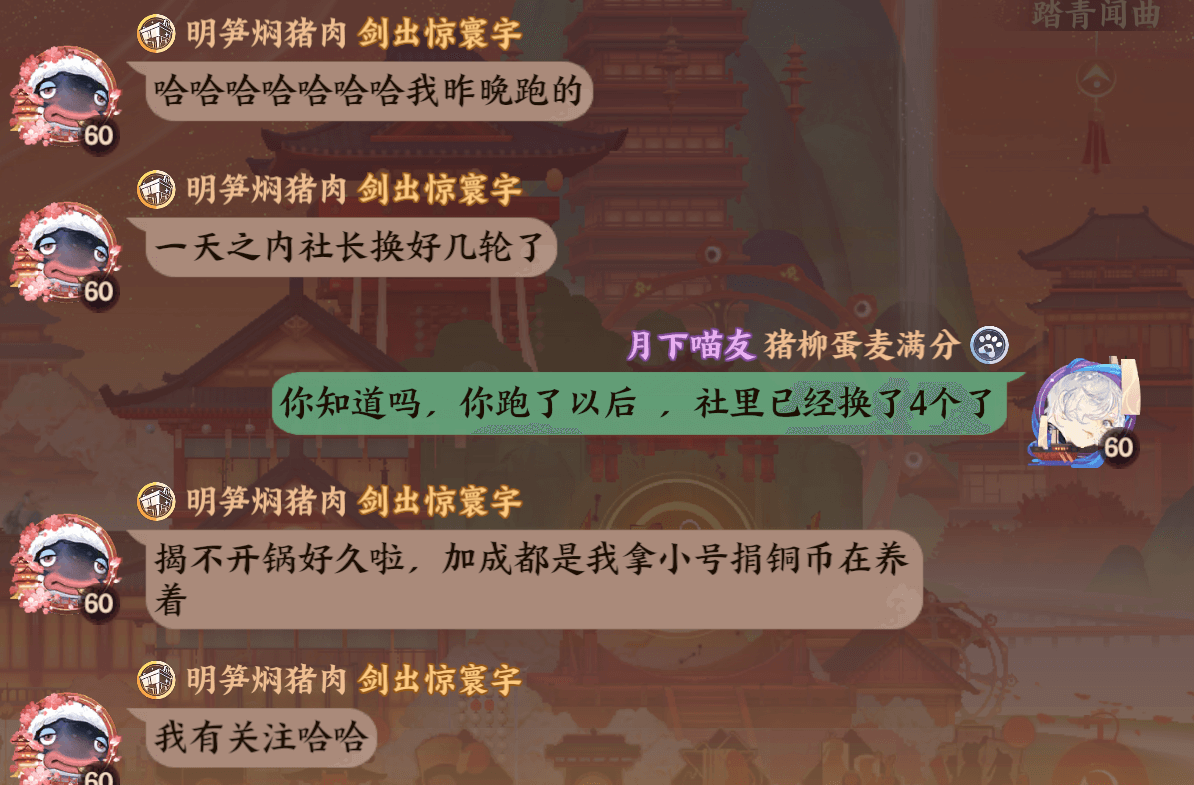 踏青闻曲
明笋焖猪肉 剑出惊寰宇
哈哈哈哈哈哈哈我昨晚跑的
60
明笋焖猪肉 剑出惊寰宇
一天之内社长换好几轮了
60
月下喵友 猪柳蛋麦满分
你知道吗，你跑了以后 ，社里已经换了4个了
60
明笋焖猪肉 剑出惊寰宇
揭不开锅好久啦，加成都是我拿小号捐铜币在养
着
60
明笋焖猪肉 剑出惊寰宇
我有关注哈哈
60